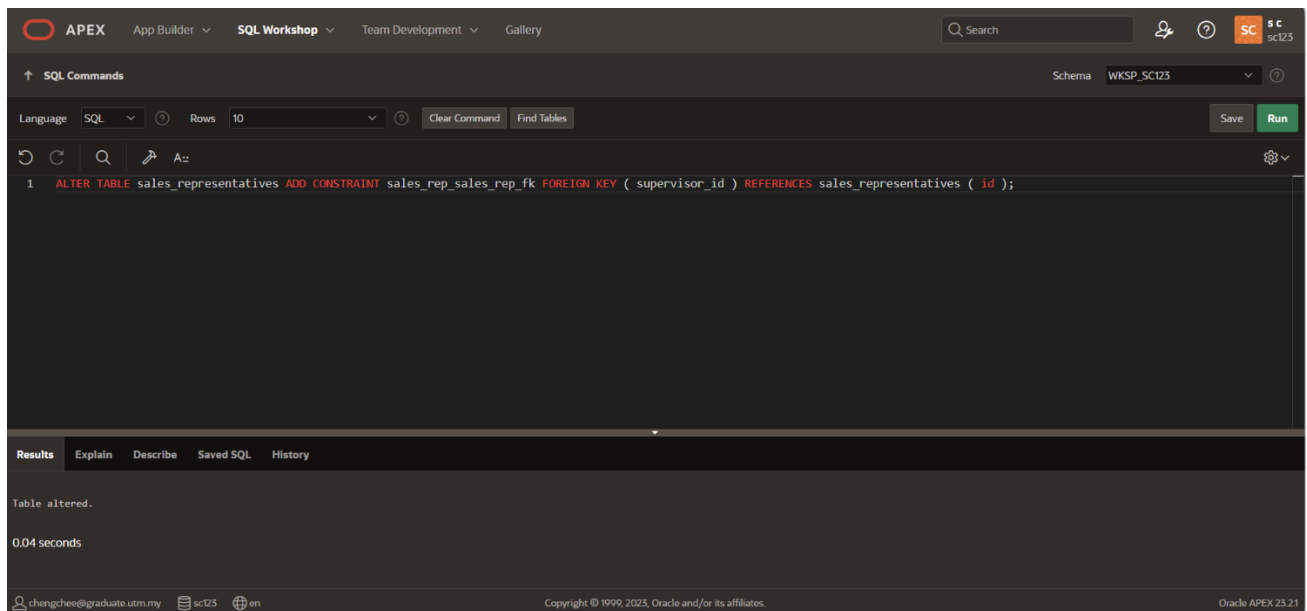 APEX App Builder SQL Workshop Team Development Gallery Search SC s c
sc123
SQL Commands Schema WKSP_SC123
Language SQL Rows 10 Clear Command Find Tables Save Run
A::
1 ALTER TABLE sales_representatives ADD CONSTRAINT sales_rep_sales_rep_fk FOREIGN KEY ( supervisor_id ) REFERENCES sales_representatives ( id );
Results Explain Describe Saved SQL History
Table altered.
0.04 seconds
chengchee@graduate.utm.my sc123 en Copyright © 1999, 2023, Oracle and/or its affiliates. Oracle APEX 23.2.1